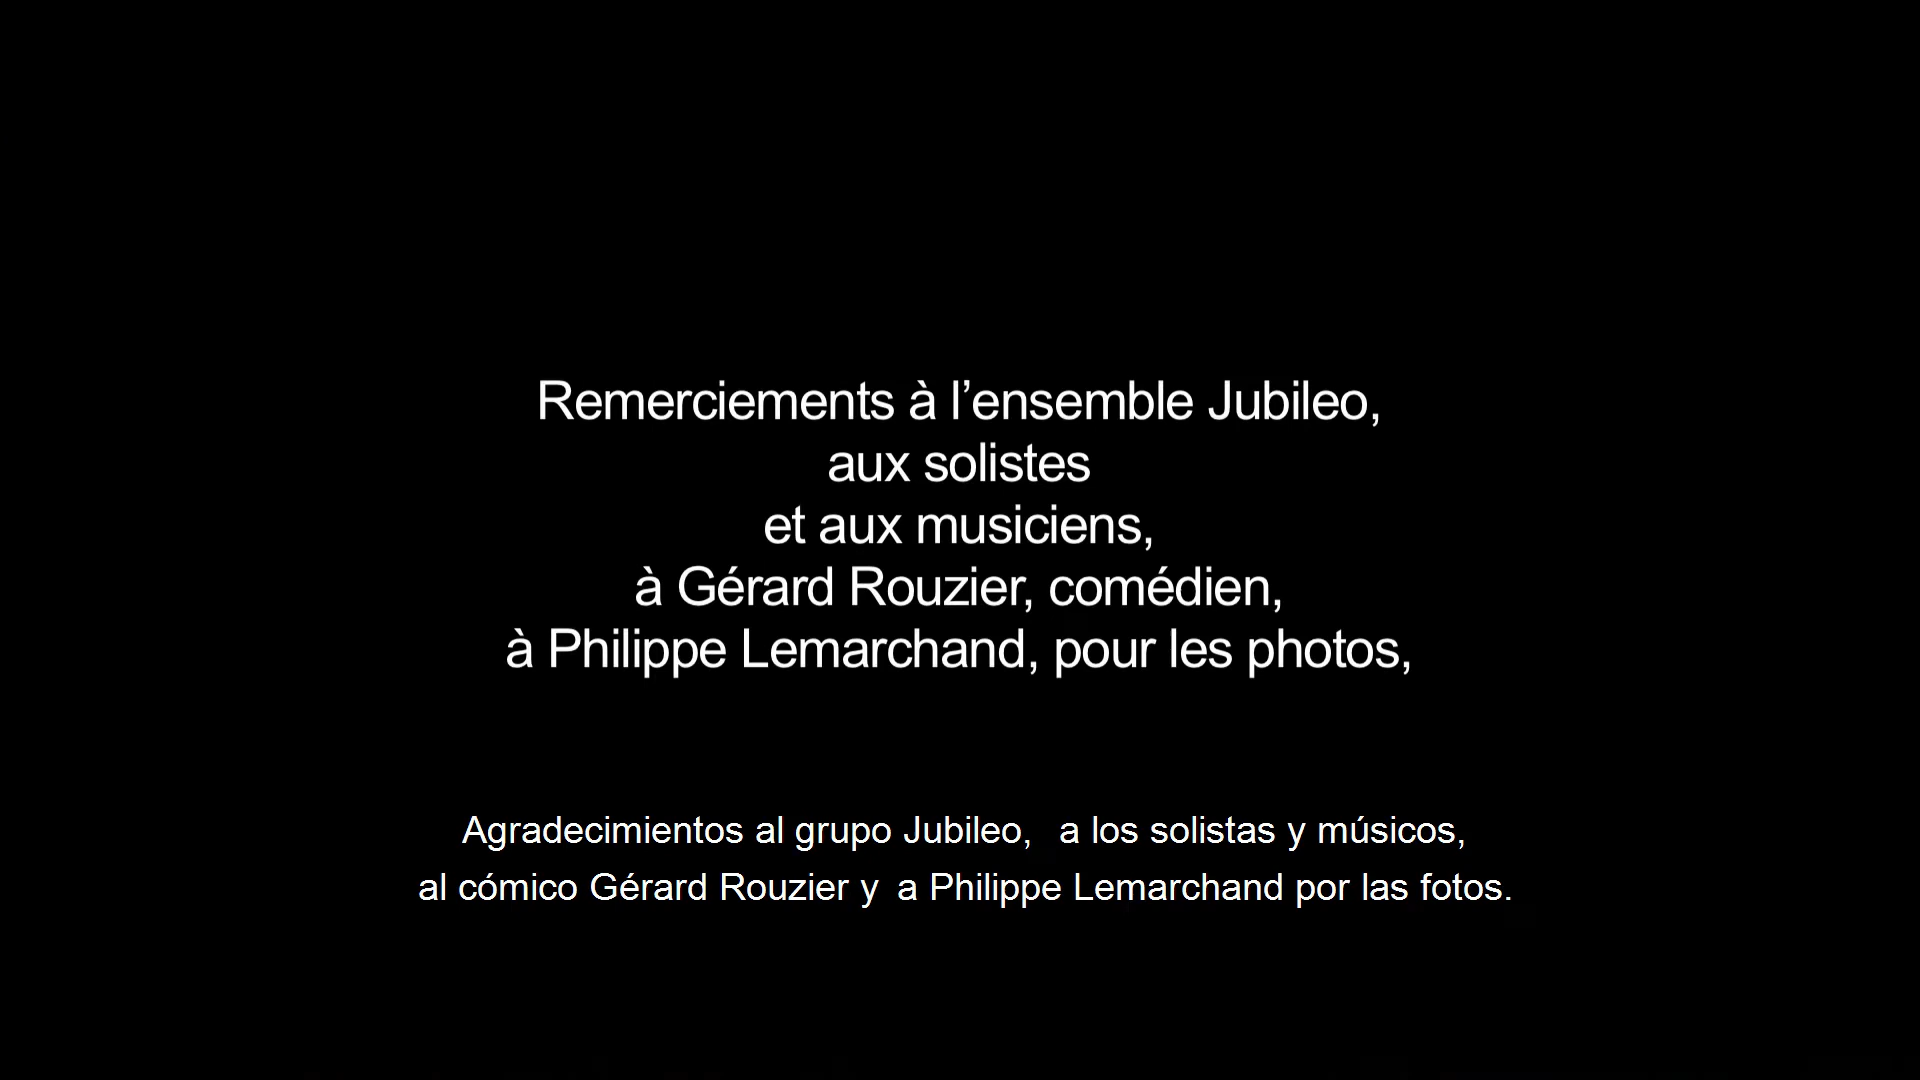 Remerciements à l’ensemble Jubileo,
aux solistes
et aux musiciens,
à Gérard Rouzier, comédien,
à Philippe Lemarchand, pour les photos,
Agradecimientos al grupo Jubileo, a los solistas y músicos,
al cómico Gérard Rouzier y a Philippe Lemarchand por las fotos.